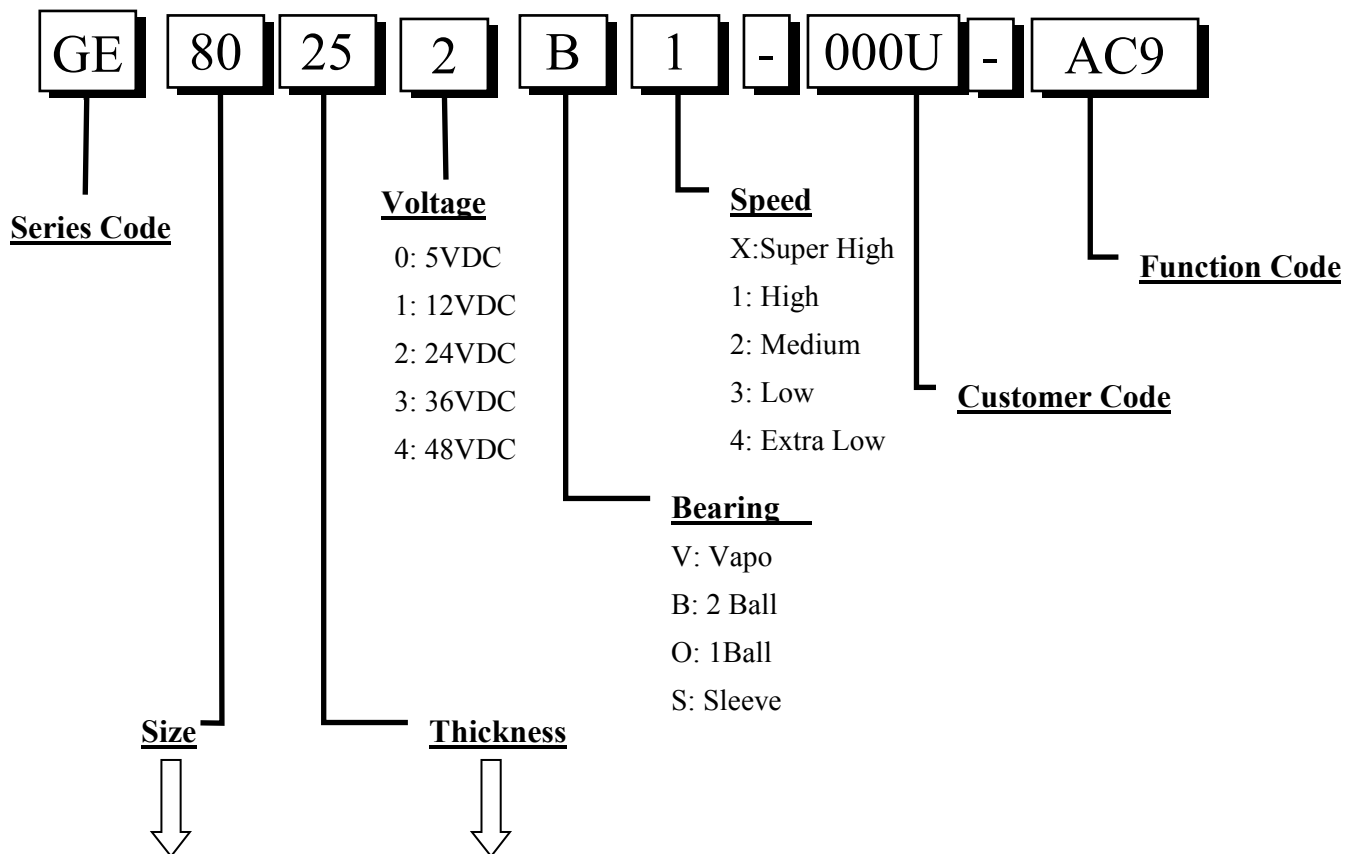 GE 80 25 2 B 1 - 000U - AC9
Series Code
Voltage
0: 5VDC
1: 12VDC
2: 24VDC
3: 36VDC
4: 48VDC
Speed
X:Super High
1: High
2: Medium
3: Low
4: Extra Low
Function Code
Customer Code
Bearing
V: Vapo
B: 2 Ball
O: 1Ball
S: Sleeve
Size
Thickness